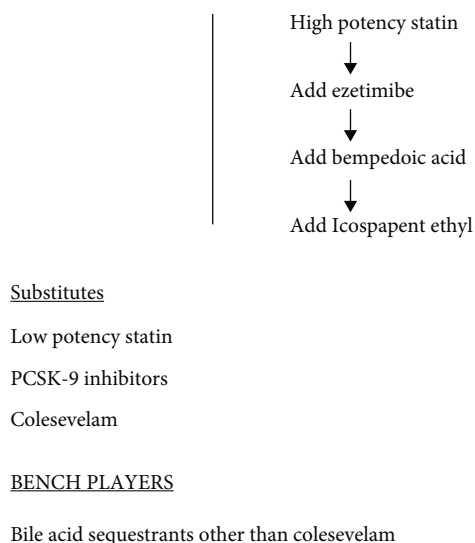 High potency statin
Add ezetimibe
Add bempedoic acid
Add Icospapent ethyl
Substitutes
Low potency statin
PCSK-9 inhibitors
Colesevelam
BENCH PLAYERS
Bile acid sequestrants other than colesevelam